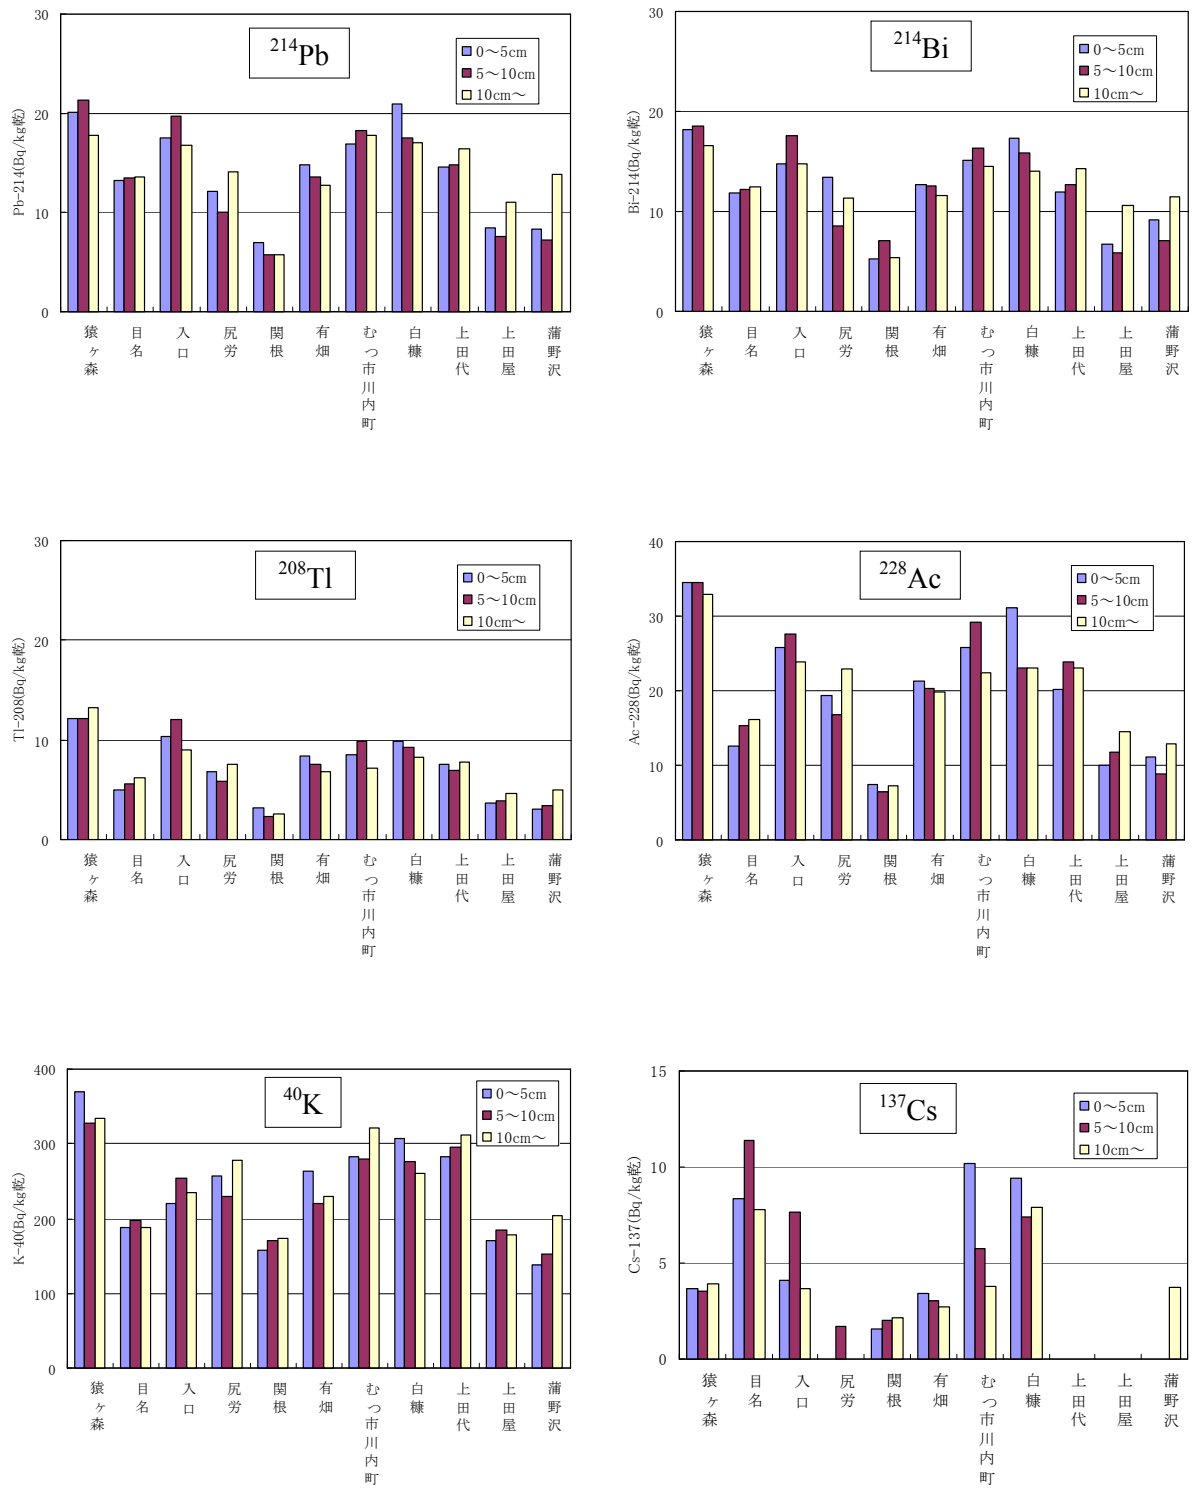 30
20
10
0
Pb-214(Bq/kg乾)
214Pb
0～5cm
5～10cm
10cm～
猿ヶ森
目名
入口
尻労
関根
有畑
むつ市川内町
白糠
上田代
上田屋
蒲野沢
30
20
10
0
Bi-214(Bq/kg乾)
214Bi
0～5cm
5～10cm
10cm～
猿ヶ森
目名
入口
尻労
関根
有畑
むつ市川内町
白糠
上田代
上田屋
蒲野沢
30
20
10
0
Tl-208(Bq/kg乾)
208Tl
0～5cm
5～10cm
10cm～
猿ヶ森
目名
入口
尻労
関根
有畑
むつ市川内町
白糠
上田代
上田屋
蒲野沢
40
30
20
10
0
Ac-228(Bq/kg乾)
228Ac
0～5cm
5～10cm
10cm～
猿ヶ森
目名
入口
尻労
関根
有畑
むつ市川内町
白糠
上田代
上田屋
蒲野沢
400
300
200
100
0
K-40(Bq/kg乾)
40K
0～5cm
5～10cm
10cm～
猿ヶ森
目名
入口
尻労
関根
有畑
むつ市川内町
白糠
上田代
上田屋
蒲野沢
15
10
5
0
Cs-137(Bq/kg乾)
137Cs
0～5cm
5～10cm
10cm～
猿ヶ森
目名
入口
尻労
関根
有畑
むつ市川内町
白糠
上田代
上田屋
蒲野沢